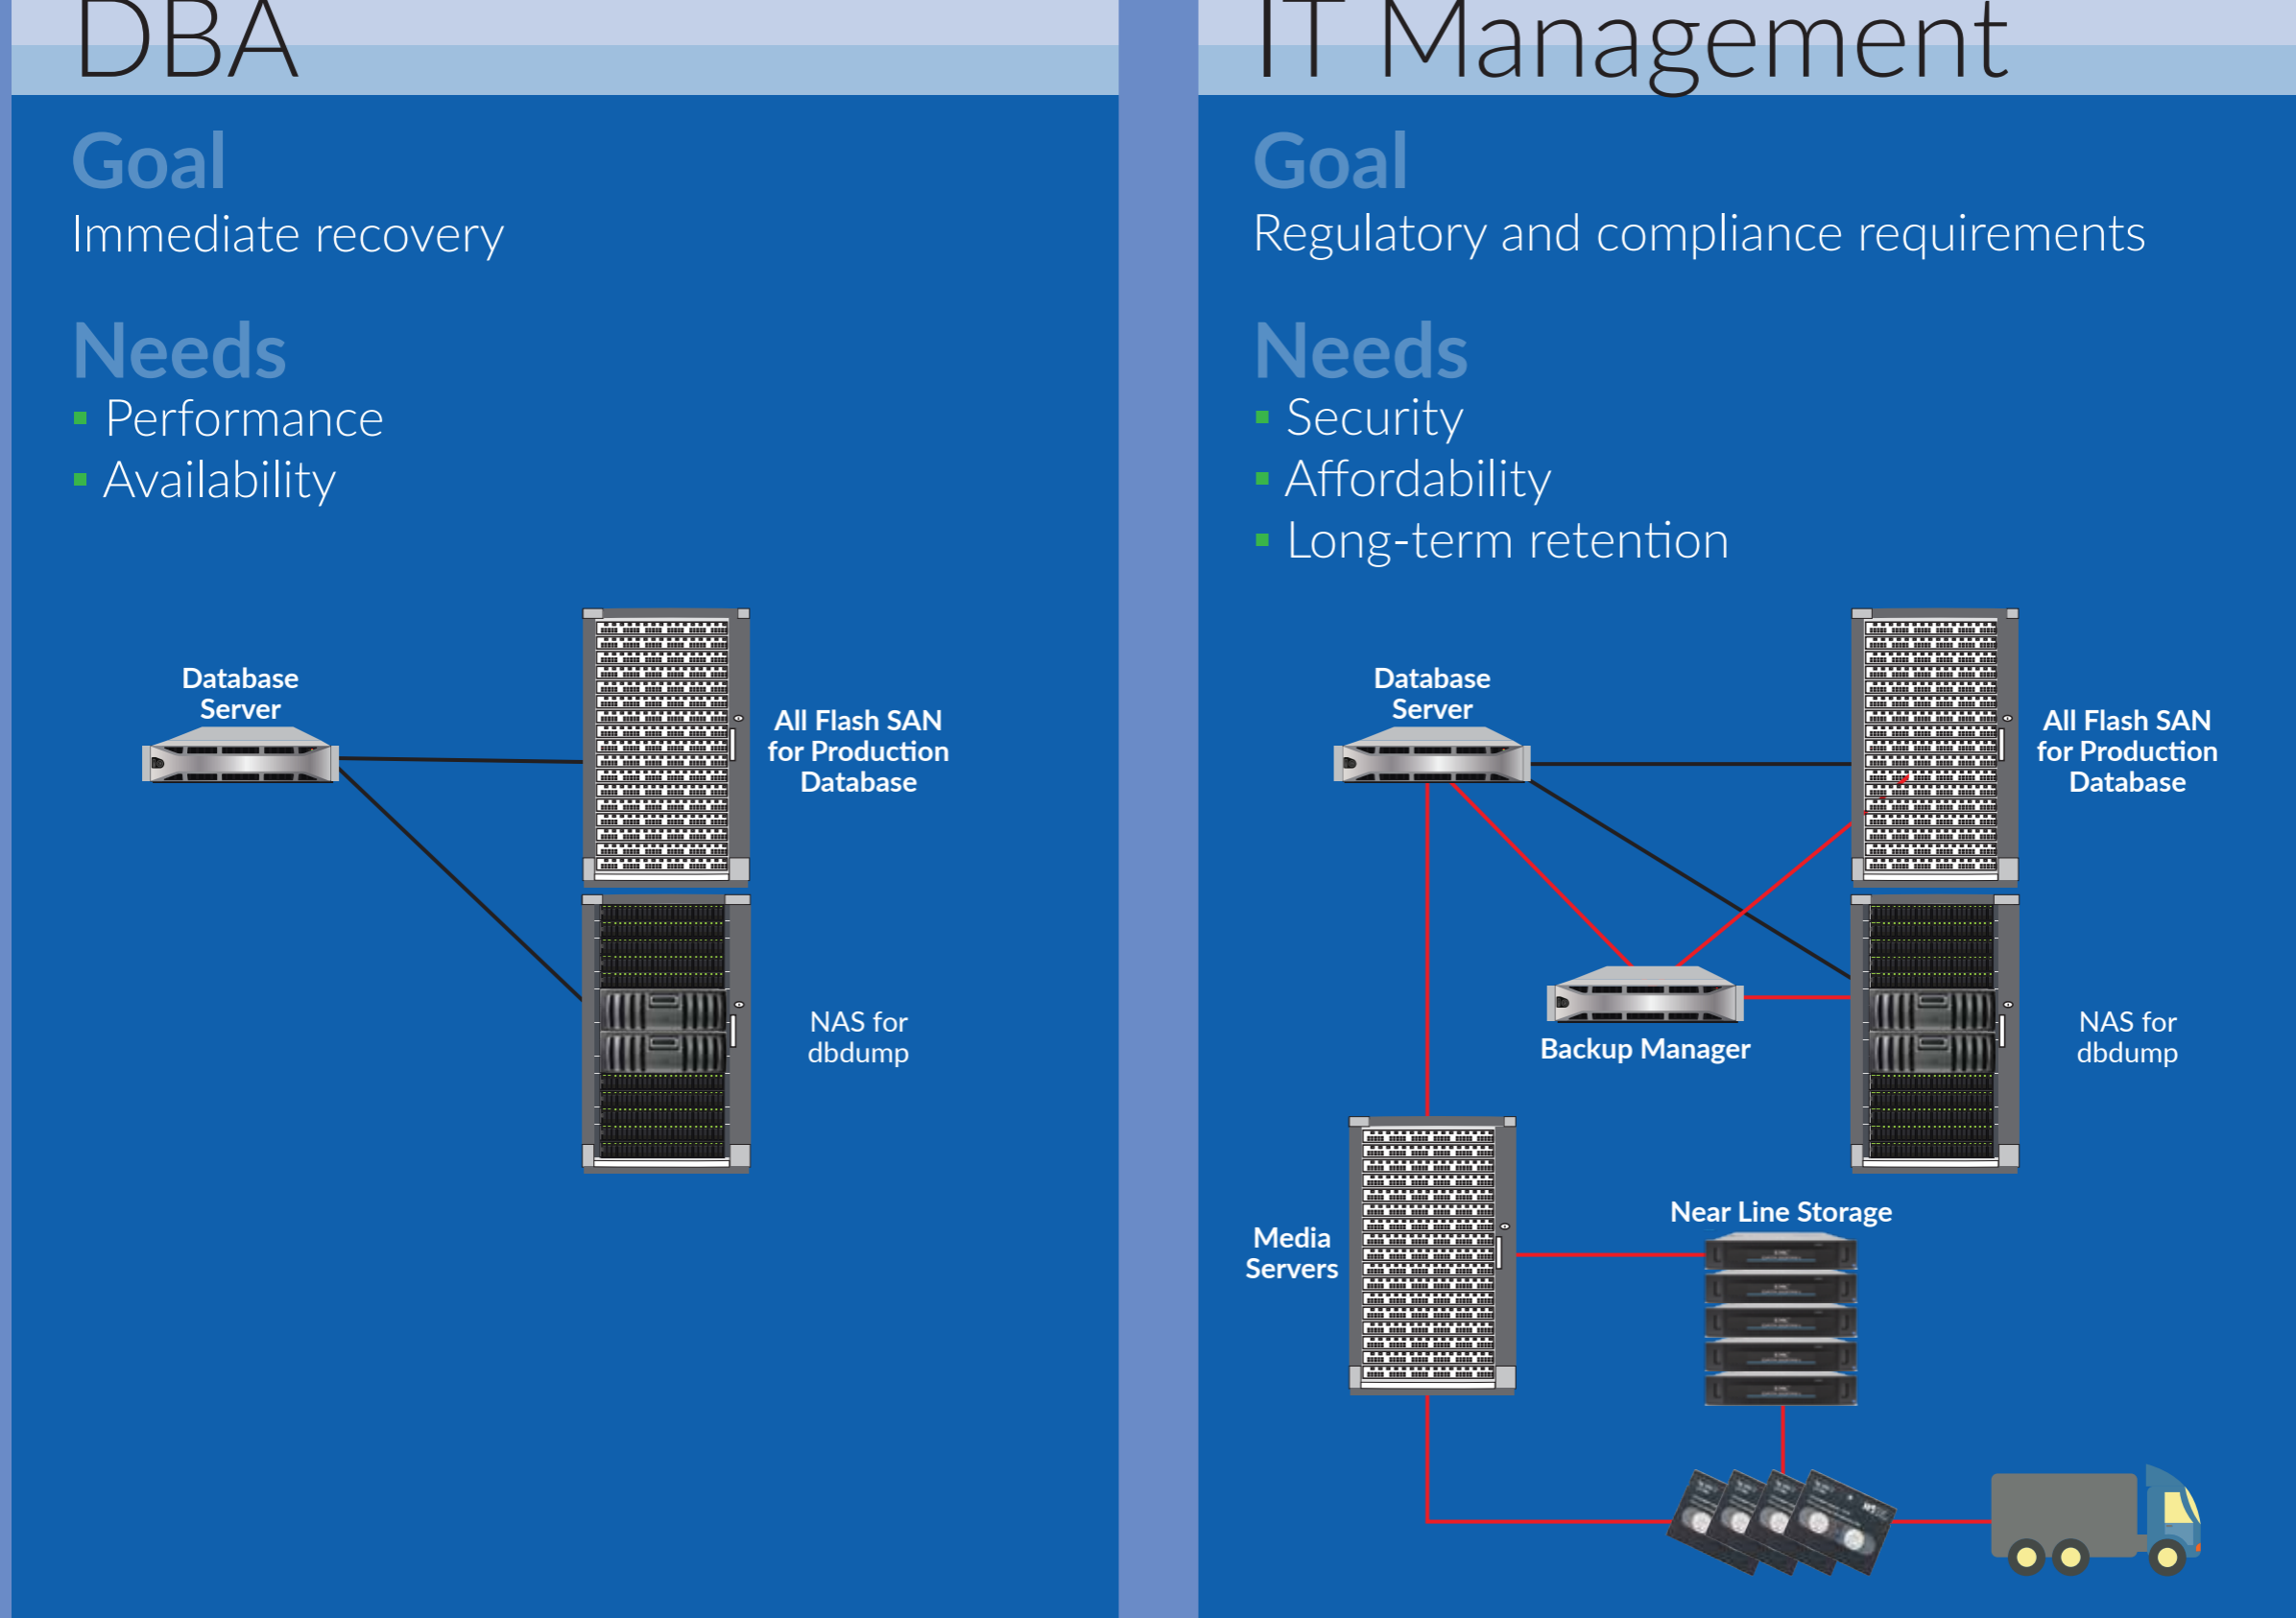 DBA
Goal
Immediate recovery
Needs
▪ Performance
▪ Availability
Database
Server
All Flash SAN
for Production
Database
NAS for
dbdump
IT Management
Goal
Regulatory and compliance requirements
Needs
▪ Security
▪ Affordability
▪ Long-term retention
Database
Server
All Flash SAN
for Production
Database
Backup Manager
NAS for
dbdump
Near Line Storage
Media
Servers